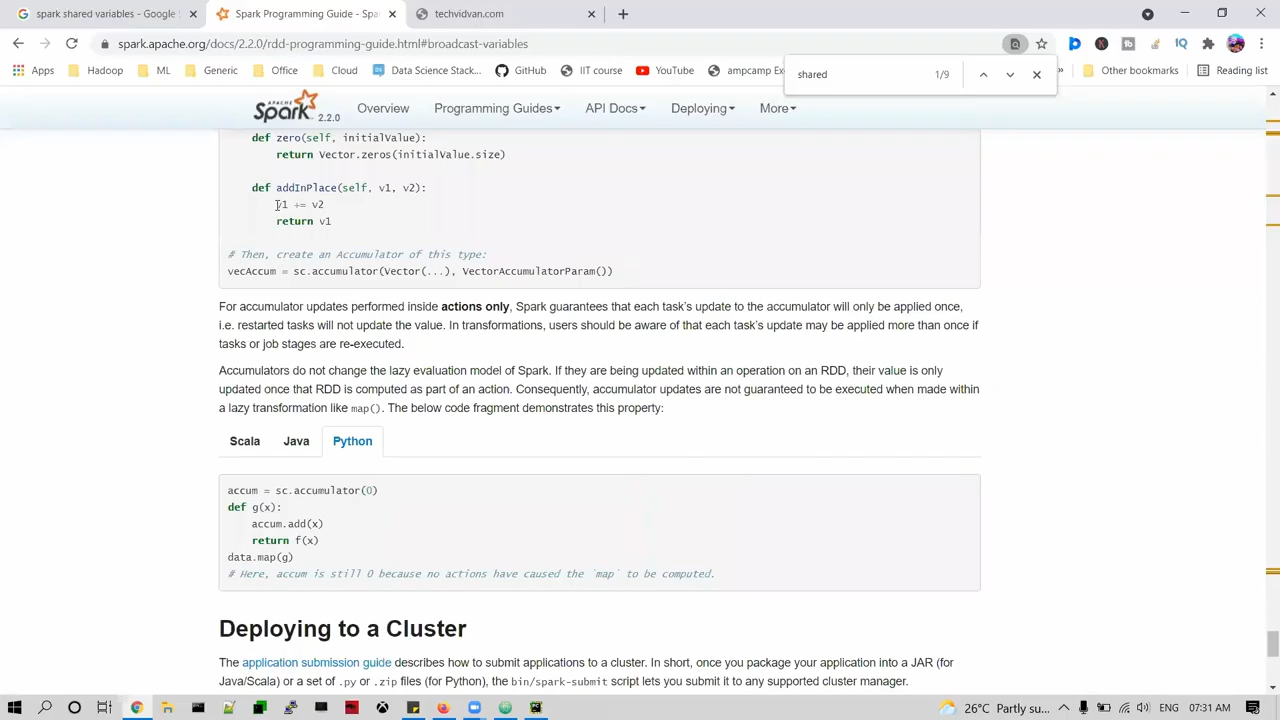 spark shared variables - Google S
Spark Programming Guide - Spa
techvidvan.com
spark.apache.org/docs/2.2.0/rdd-programming-guide.html#broadcast-variables
Apps
Hadoop
ML
Generic
Office
Cloud
Data Science Stack...
GitHub
IIT course
YouTube
ampcamp Ex
Other bookmarks
Reading list
shared
1/9
APACHE Spark 2.2.0
Overview
Programming Guides
API Docs
Deploying
More
def zero(self, initialValue):
return Vector.zeros(initialValue.size)
def addInPlace(self, v1, v2):
v1 += v2
return v1
# Then, create an Accumulator of this type:
vecAccum = sc.accumulator(Vector(...), VectorAccumulatorParam())
For accumulator updates performed inside actions only, Spark guarantees that each task's update to the accumulator will only be applied once,
i.e. restarted tasks will not update the value. In transformations, users should be aware of that each task's update may be applied more than once if
tasks or job stages are re-executed.
Accumulators do not change the lazy evaluation model of Spark. If they are being updated within an operation on an RDD, their value is only
updated once that RDD is computed as part of an action. Consequently, accumulator updates are not guaranteed to be executed when made within
a lazy transformation like map(). The below code fragment demonstrates this property:
Scala
Java
Python
accum = sc.accumulator(0)
def g(x):
accum.add(x)
return f(x)
data.map(g)
# Here, accum is still 0 because no actions have caused the `map` to be computed.
Deploying to a Cluster
The application submission guide describes how to submit applications to a cluster. In short, once you package your application into a JAR (for
Java/Scala) or a set of .py or .zip files (for Python), the bin/spark-submit script lets you submit it to any supported cluster manager.
26°C Partly su...
ENG
07:31 AM